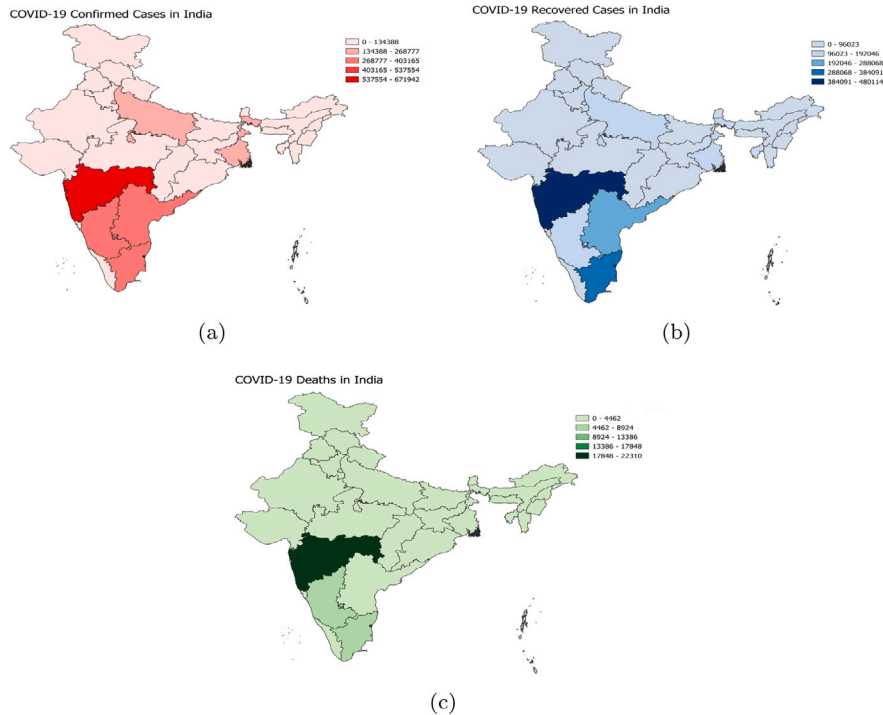 COVID-19 Confirmed Cases in India
0 - 134388
134388 - 268777
268777 - 403165
403165 - 537554
537554 - 671942
(a)
COVID-19 Recovered Cases in India
0 - 96023
96023 - 192046
192046 - 288068
288068 - 384091
384091 - 480114
(b)
COVID-19 Deaths in India
0 - 4462
4462 - 8924
8924 - 13386
13386 - 17848
17848 - 22310
(c)